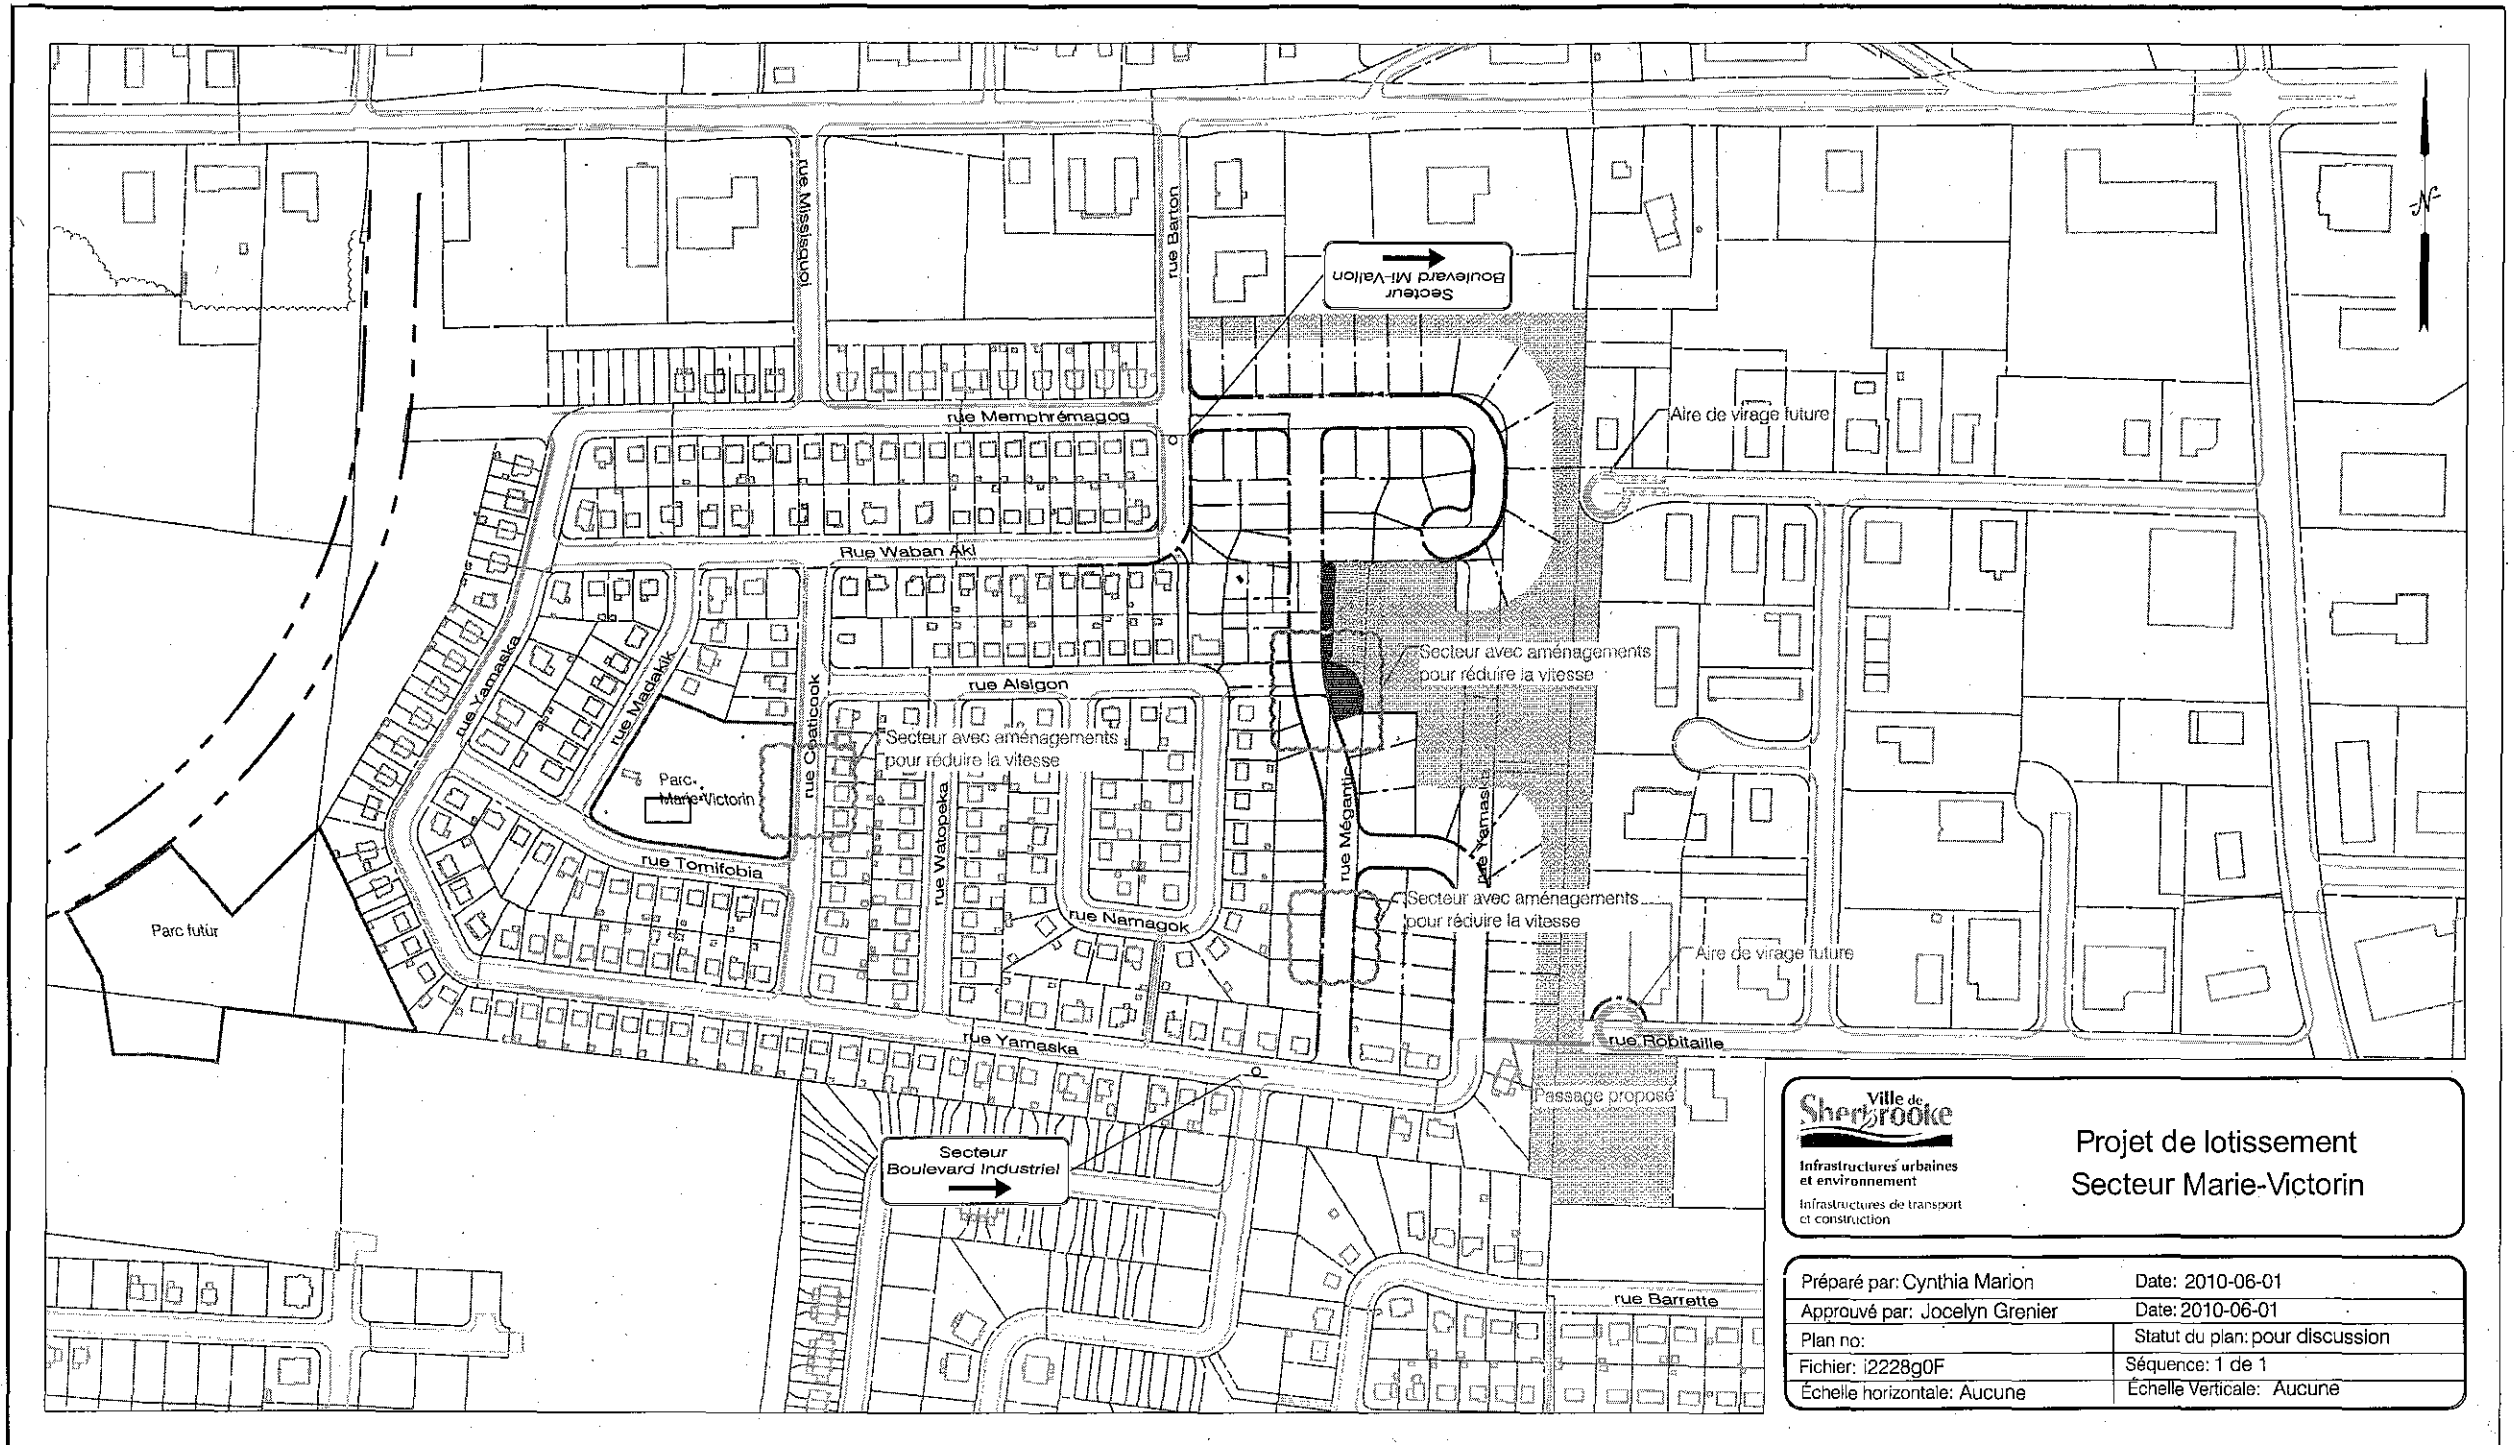 rue Missisquoi
rue Barton
Secteur
Boulevard Mi-Vallon
N
rue Memphrémagog
Aire de virage future
Rue Waban Aki
rue Yamaska
rue Madakik
rue Coaticook
rue Alsigon
Secteur avec aménagements
pour réduire la vitesse
Secteur avec aménagements
pour réduire la vitesse
Parc
Marie-Victorin
rue Watopeka
rue Mégantic
rue Yamaska
rue Tomifobia
rue Namagok
Secteur avec aménagements
pour réduire la vitesse
Parc futur
Aire de virage future
rue Yamaska
rue Robitaille
Passage proposé
Secteur
Boulevard Industriel
rue Barrette
Ville de
Sherbrooke
Infrastructures urbaines
et environnement
Infrastructures de transport
et construction
Projet de lotissement
Secteur Marie-Victorin
Préparé par: Cynthia Marion Date: 2010-06-01
Approuvé par: Jocelyn Grenier Date: 2010-06-01
Plan no: Statut du plan: pour discussion
Fichier: i2228g0F Séquence: 1 de 1
Échelle horizontale: Aucune Échelle Verticale: Aucune